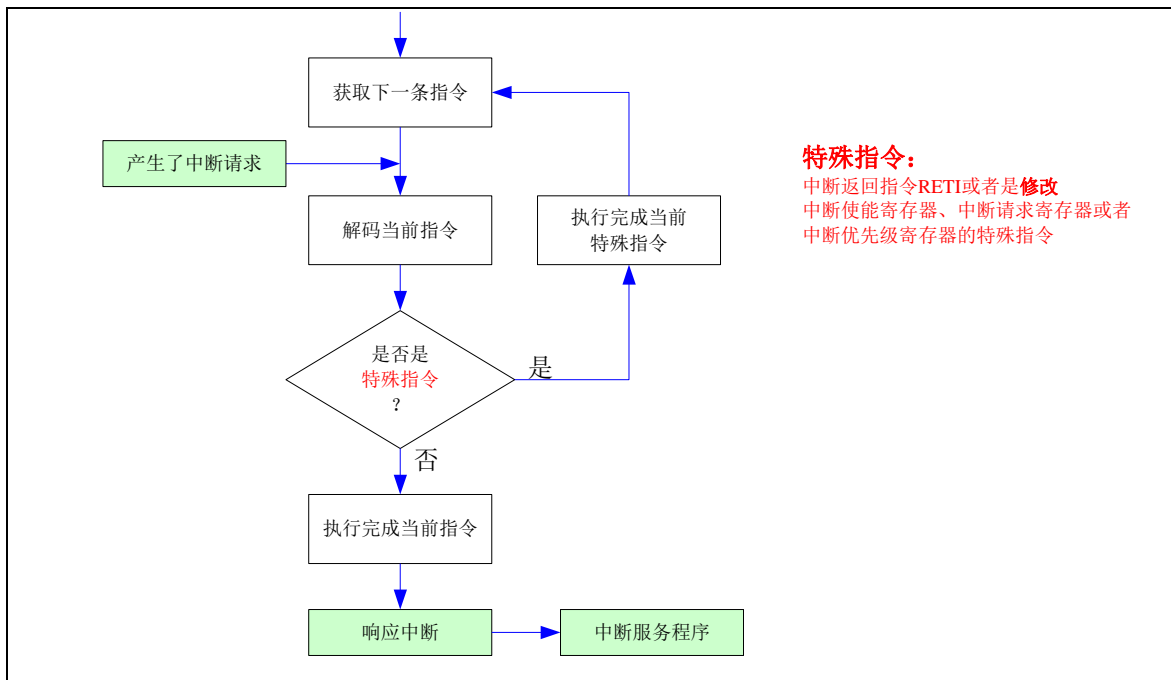 获取下一条指令
产生了中断请求
解码当前指令
执行完成当前
特殊指令
是否是
特殊指令
？
是
否
执行完成当前指令
响应中断
中断服务程序
特殊指令：
中断返回指令RETI或者是修改
中断使能寄存器、中断请求寄存器或者
中断优先级寄存器的特殊指令